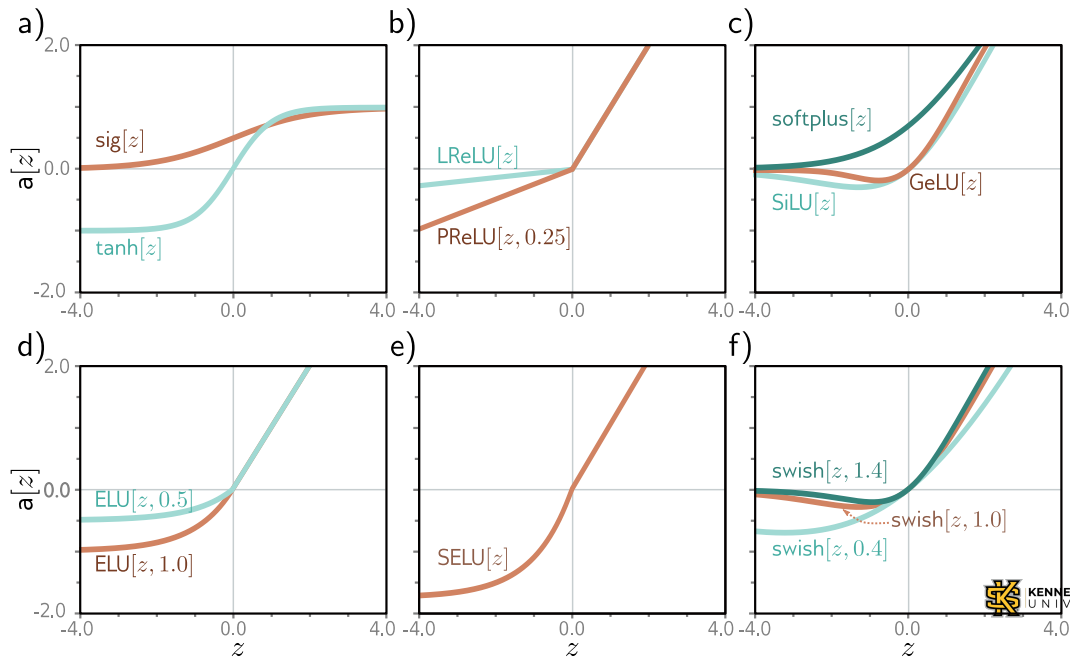 a)
b)
c)
2.0
a[z]
0.0
-2.0
sig[z]
tanh[z]
LReLU[z]
PReLU[z, 0.25]
softplus[z]
GeLU[z]
SiLU[z]
-4.0 0.0 4.0
-4.0 0.0 4.0
-4.0 0.0 4.0
d)
e)
f)
2.0
a[z]
0.0
-2.0
ELU[z, 0.5]
ELU[z, 1.0]
SELU[z]
swish[z, 1.4]
swish[z, 1.0]
swish[z, 0.4]
-4.0 0.0 4.0
-4.0 0.0 4.0
-4.0 0.0 4.0
z
z
z
KS
KENNE
UNIV